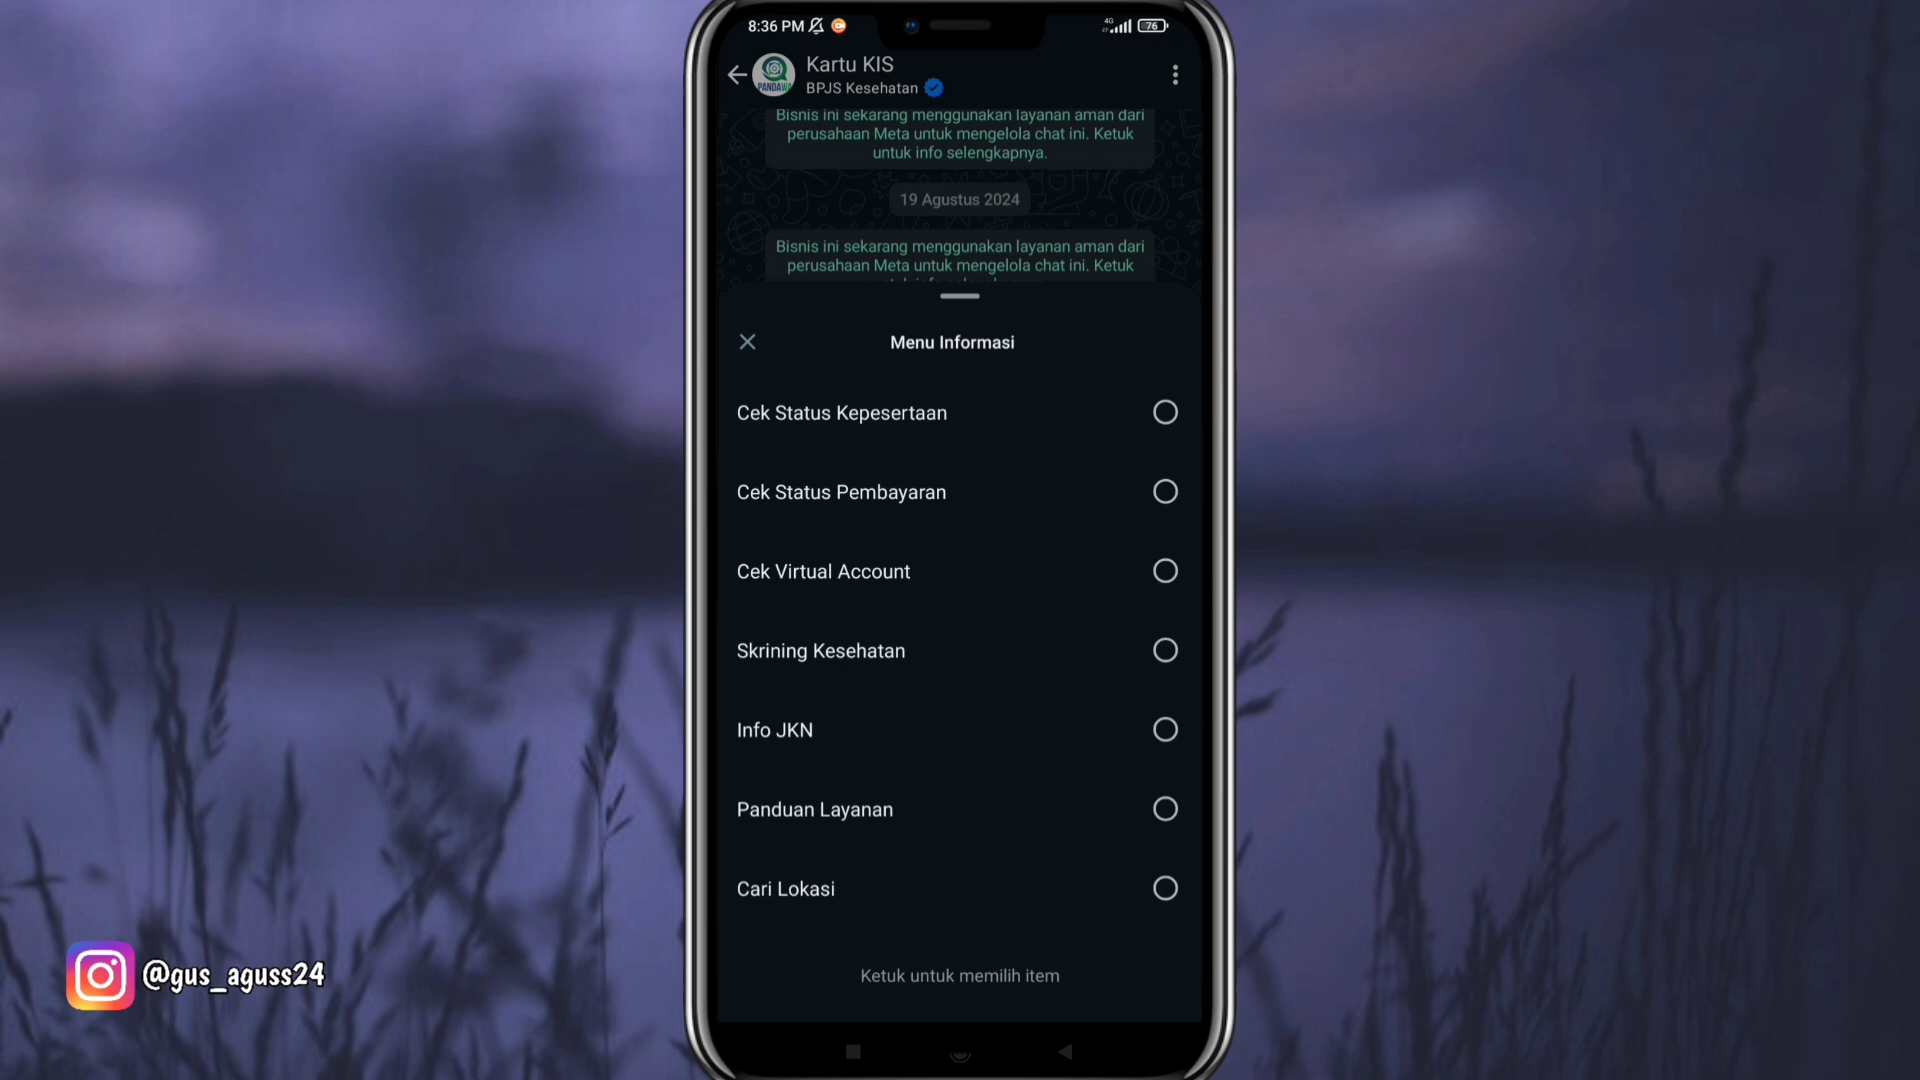 8:36 PM
4G
76
PANDAWA
Kartu KIS
BPJS Kesehatan
Bisnis ini sekarang menggunakan layanan aman dari
perusahaan Meta untuk mengelola chat ini. Ketuk
untuk info selengkapnya.
19 Agustus 2024
Bisnis ini sekarang menggunakan layanan aman dari
perusahaan Meta untuk mengelola chat ini. Ketuk
Menu Informasi
Cek Status Kepesertaan
Cek Status Pembayaran
Cek Virtual Account
Skrining Kesehatan
Info JKN
Panduan Layanan
Cari Lokasi
Ketuk untuk memilih item
@gus_aguss24